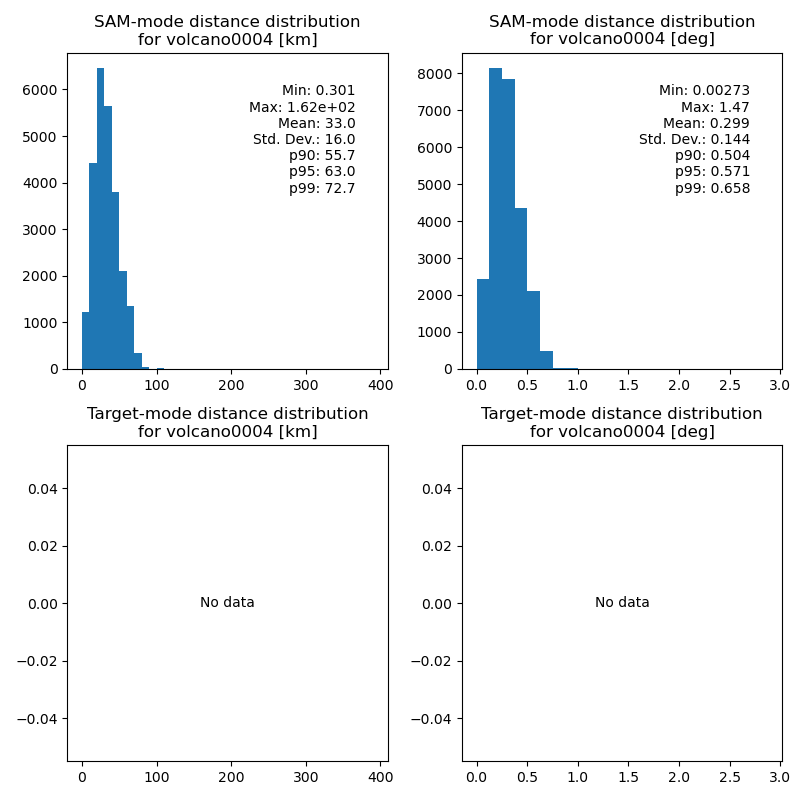 SAM-mode distance distribution
for volcano0004 [km]
6000
5000
4000
3000
2000
1000
0
Min: 0.301
Max: 1.62e+02
Mean: 33.0
Std. Dev.: 16.0
p90: 55.7
p95: 63.0
p99: 72.7
0
100
200
300
400
SAM-mode distance distribution
for volcano0004 [deg]
8000
7000
6000
5000
4000
3000
2000
1000
0
Min: 0.00273
Max: 1.47
Mean: 0.299
Std. Dev.: 0.144
p90: 0.504
p95: 0.571
p99: 0.658
0.0
0.5
1.0
1.5
2.0
2.5
3.0
Target-mode distance distribution
for volcano0004 [km]
0.04
0.02
0.00
−0.02
−0.04
No data
0
100
200
300
400
Target-mode distance distribution
for volcano0004 [deg]
0.04
0.02
0.00
−0.02
−0.04
No data
0.0
0.5
1.0
1.5
2.0
2.5
3.0